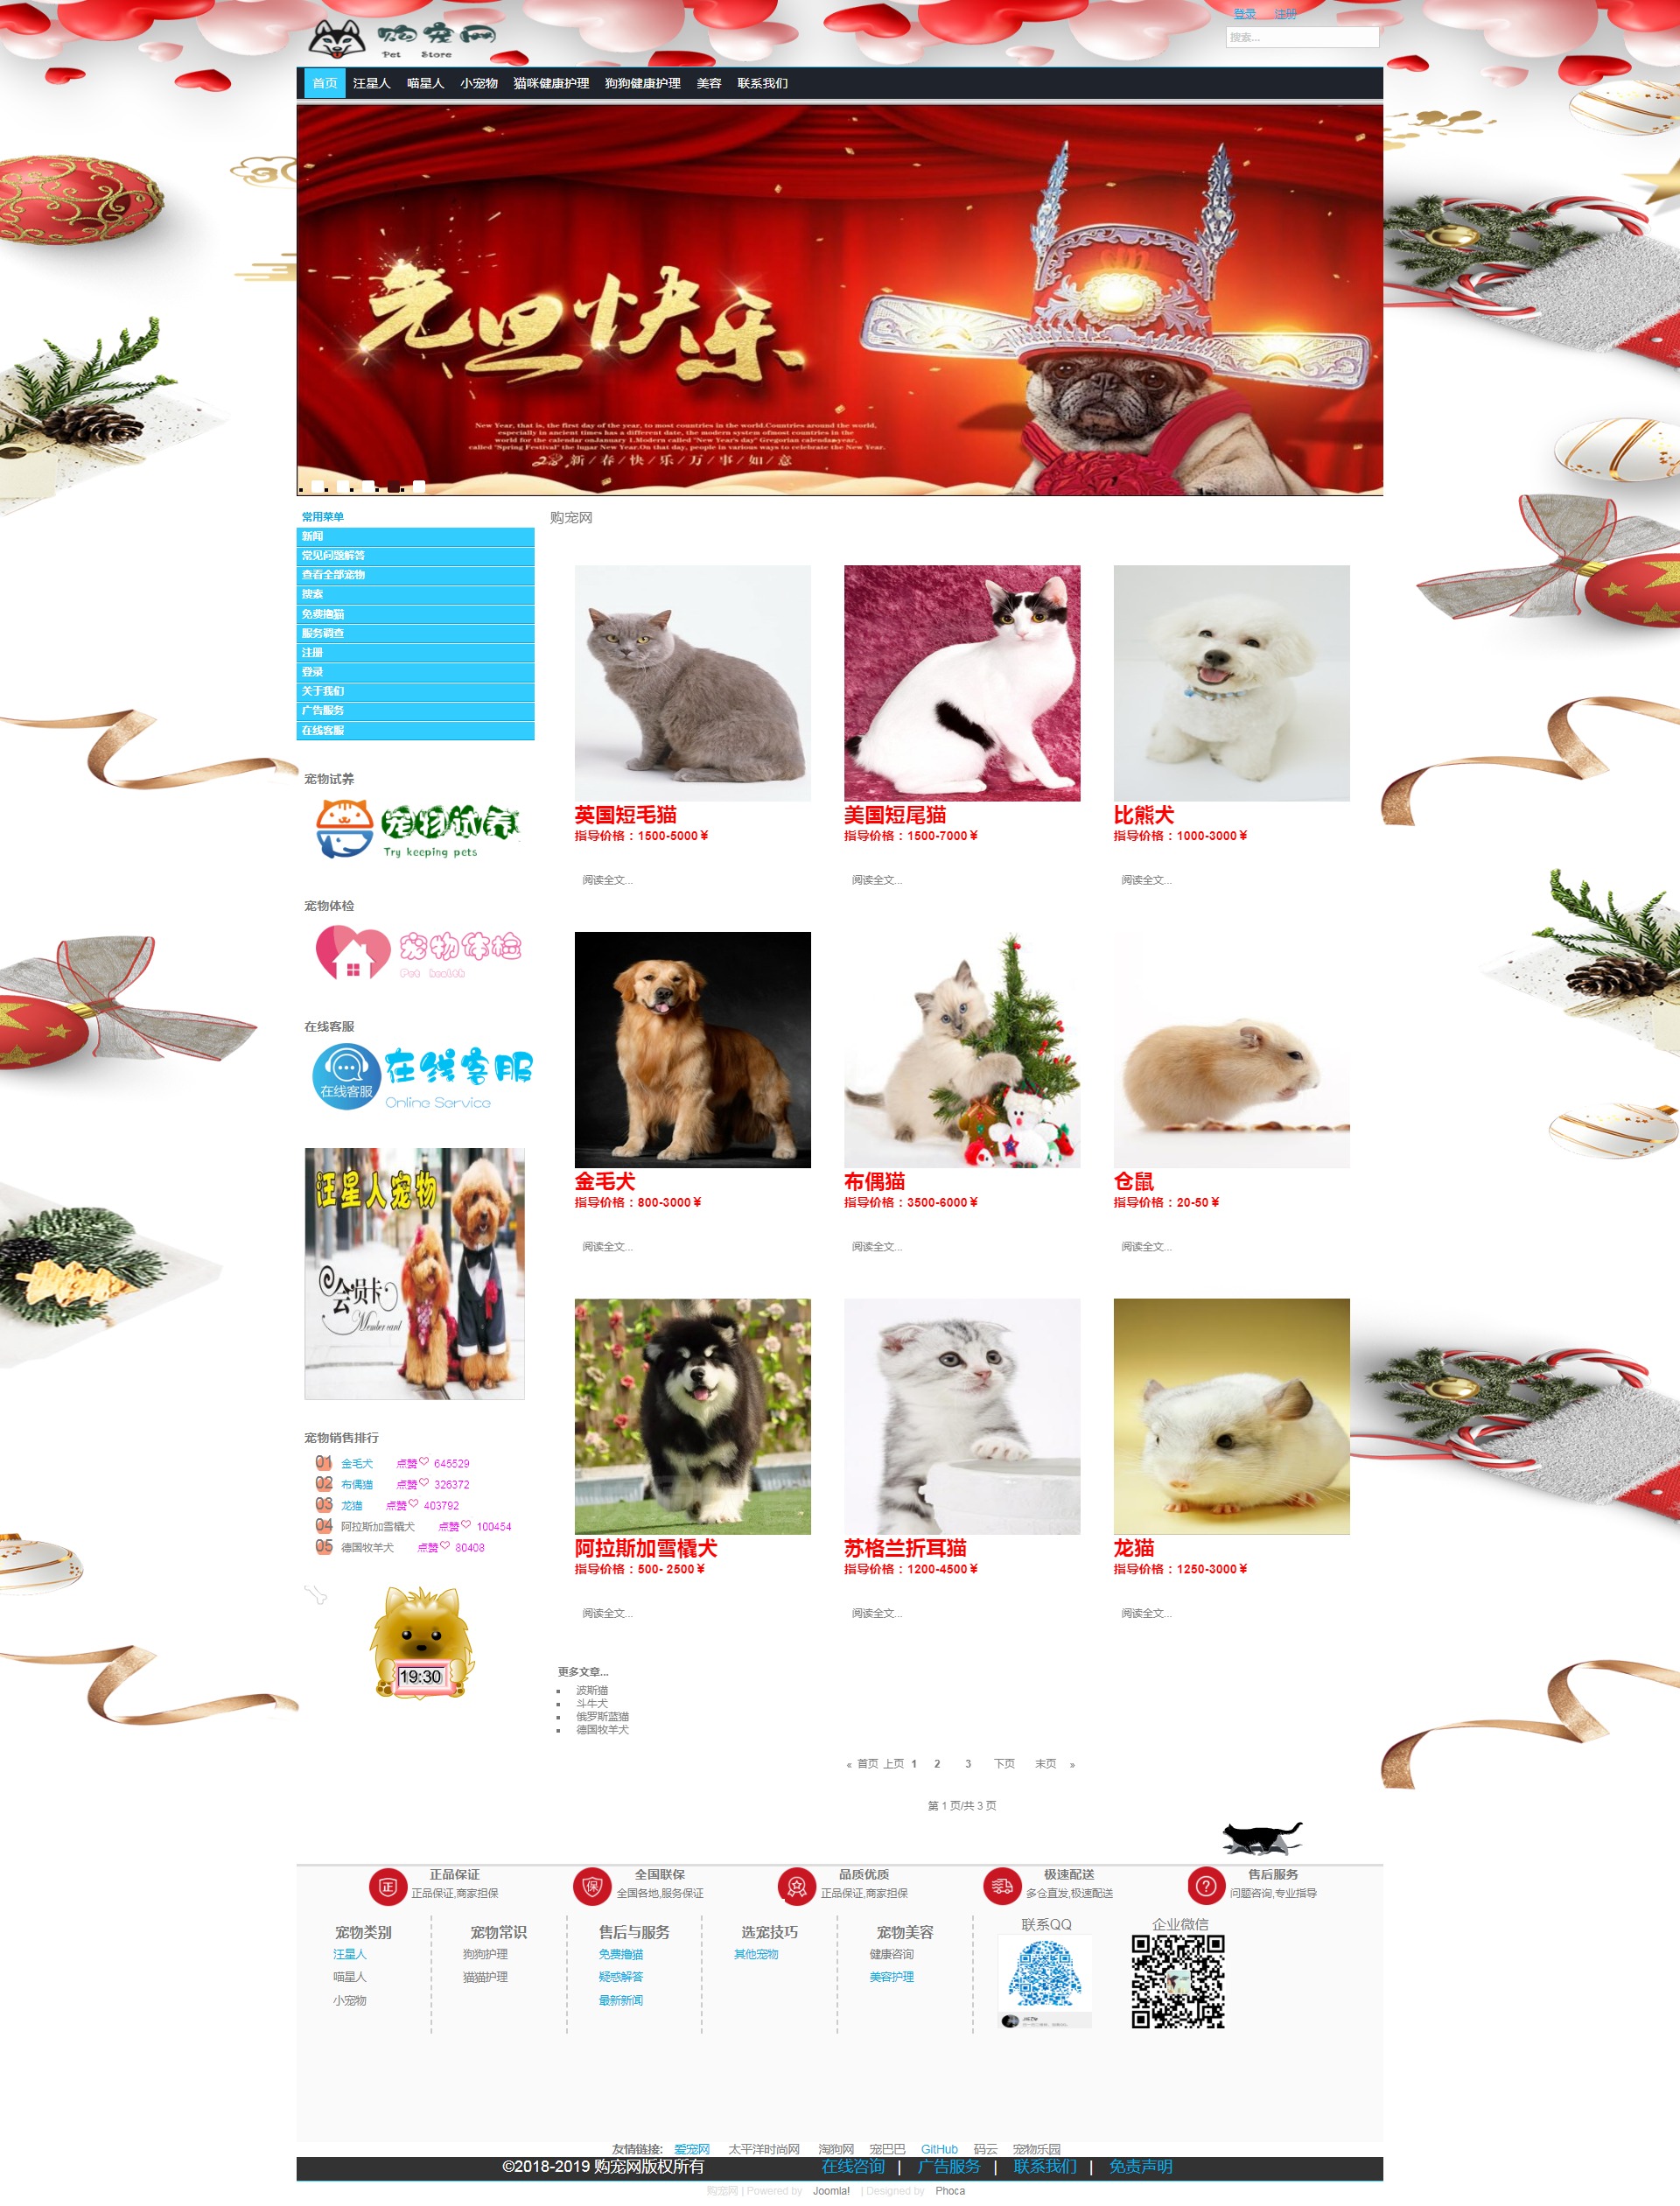 登录 注册
购宠网
Pet Store
搜索...
首页 汪星人 喵星人 小宠物 猫咪健康护理 狗狗健康护理 美容 联系我们
元旦快乐
New Year, that is, the first day of the year, to most countries in the world.Countries around the world,
especially in ancient times has a different date, the modern system ofmost countries in the
world for the calendar onJanuary 1.Modern called "New Year's day" Gregorian calendanyear,
called "Spring Festival" the lugar New Year.On that day, people in various ways to celebrate the New Year.
新/春/快/乐/万/事/如/意
常用菜单
新闻
常见问题解答
查看全部宠物
搜索
免费撸猫
服务调查
注册
登录
关于我们
广告服务
在线客服
宠物试养
宠物试养
Try keeping pets
宠物体检
宠物体检
Pet health
在线客服
在线客服
在线客服
Online Service
汪星人宠物
会员卡
Member card
宠物销售排行
01 金毛犬 点赞♡ 645529
02 布偶猫 点赞♡ 326372
03 龙猫 点赞♡ 403792
04 阿拉斯加雪橇犬 点赞♡ 100454
05 德国牧羊犬 点赞♡ 80408
19:30
购宠网
英国短毛猫 美国短尾猫 比熊犬
指导价格：1500-5000￥ 指导价格：1500-7000￥ 指导价格：1000-3000￥
阅读全文... 阅读全文... 阅读全文...
金毛犬 布偶猫 仓鼠
指导价格：800-3000￥ 指导价格：3500-6000￥ 指导价格：20-50￥
阅读全文... 阅读全文... 阅读全文...
阿拉斯加雪橇犬 苏格兰折耳猫 龙猫
指导价格：500- 2500￥ 指导价格：1200-4500￥ 指导价格：1250-3000￥
阅读全文... 阅读全文... 阅读全文...
更多文章...
波斯猫
斗牛犬
俄罗斯蓝猫
德国牧羊犬
« 首页 上页 1 2 3 下页 末页 »
第 1 页/共 3 页
正 正品保证 保 全国联保 品质优质 极速配送 ? 售后服务
正品保证,商家担保 全国各地,服务保证 正品保证,商家担保 多仓直发,极速配送 问题咨询,专业指导
宠物类别 宠物常识 售后与服务 选宠技巧 宠物美容 联系QQ 企业微信
汪星人 狗狗护理 免费撸猫 其他宠物 健康咨询
喵星人 猫猫护理 疑惑解答 美容护理
小宠物 最新新闻
友情链接: 爱宠网 太平洋时尚网 淘狗网 宠巴巴 GitHub 码云 宠物乐园
©2018-2019 购宠网版权所有 在线咨询 | 广告服务 | 联系我们 | 免责声明
购宠网 | Powered by Joomla! | Designed by Phoca